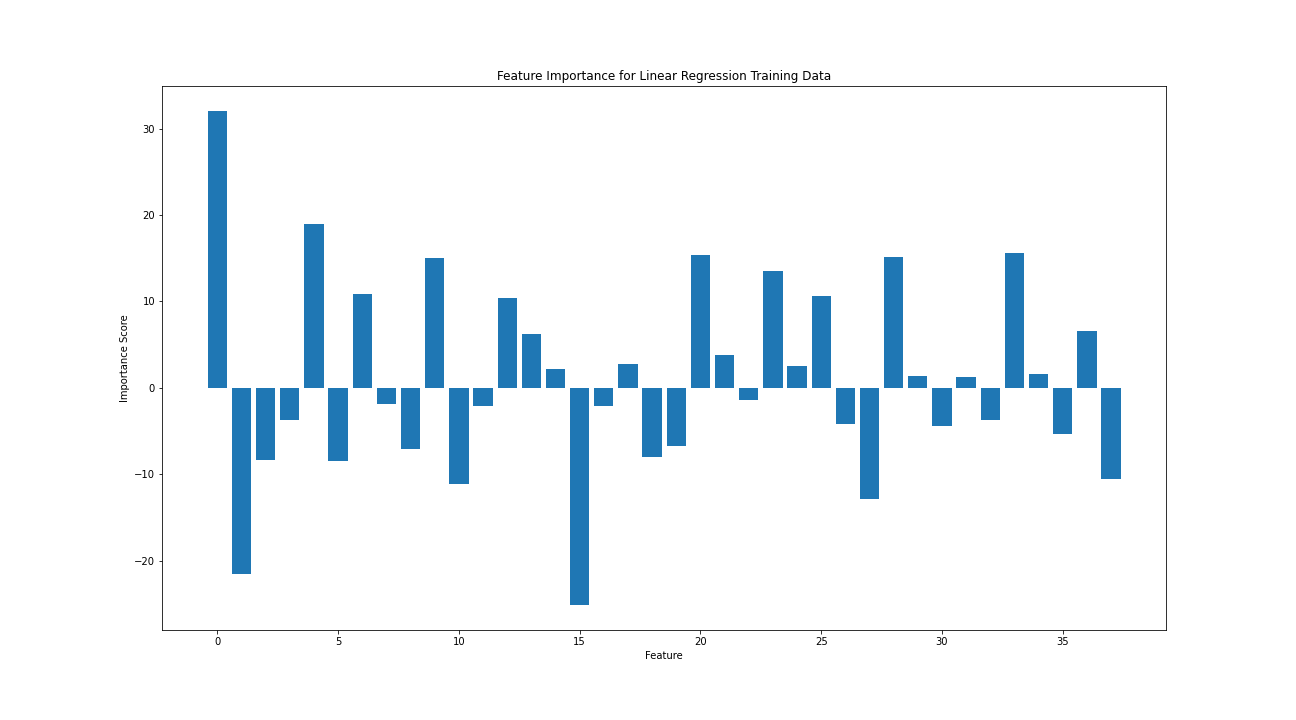 Feature Importance for Linear Regression Training Data
30
20
10
0
−10
−20
Importance Score
0 5 10 15 20 25 30 35
Feature